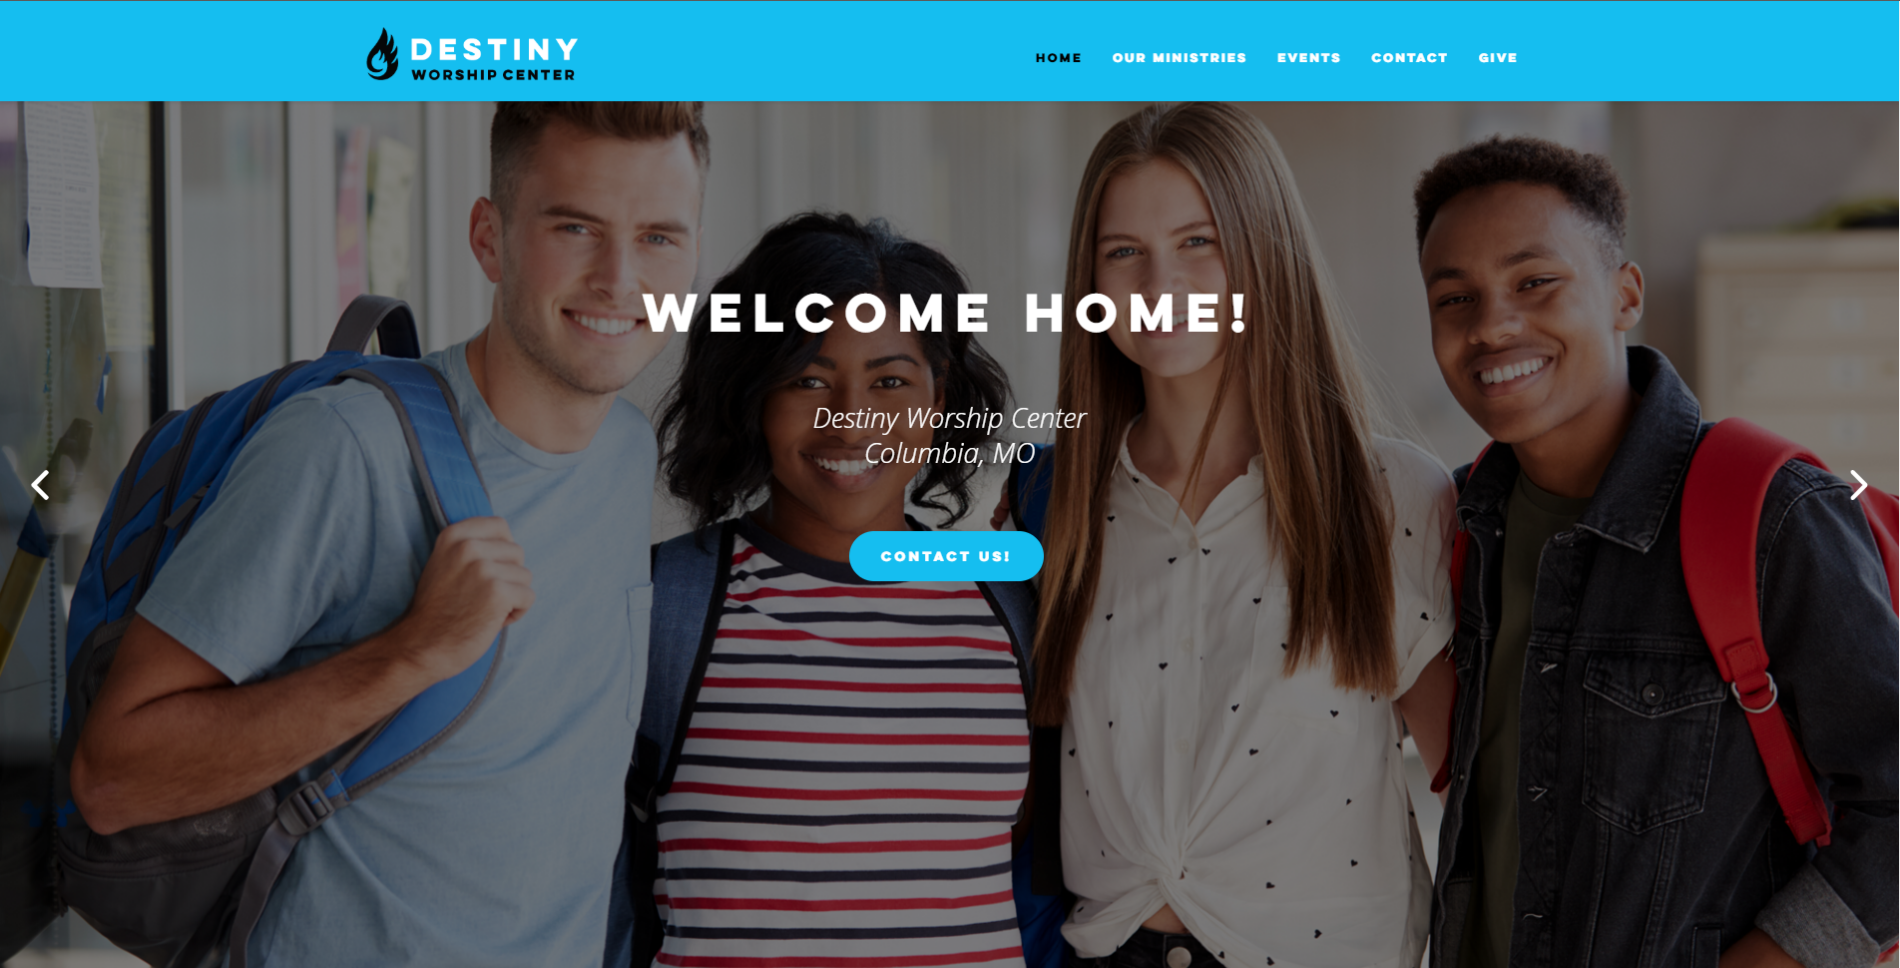 DESTINY
WORSHIP CENTER
HOME
OUR MINISTRIES
EVENTS
CONTACT
GIVE
WELCOME HOME!
Destiny Worship Center
Columbia, MO
CONTACT US!